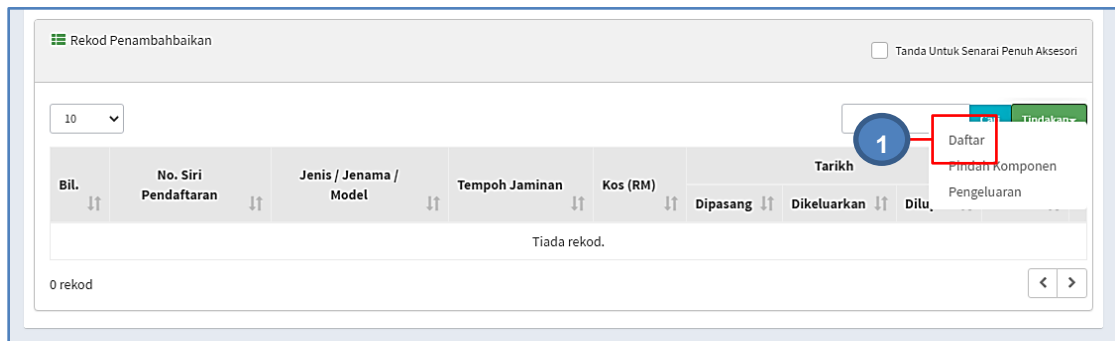 Rekod Penambahbaikan
Tanda Untuk Senarai Penuh Aksesori
10
Tindakan
1
Daftar
Pindah Komponen
Pengeluaran
Bil.
No. Siri
Pendaftaran
Jenis / Jenama /
Model
Tempoh Jaminan
Kos (RM)
Tarikh
Dipasang
Dikeluarkan
Tiada rekod.
0 rekod